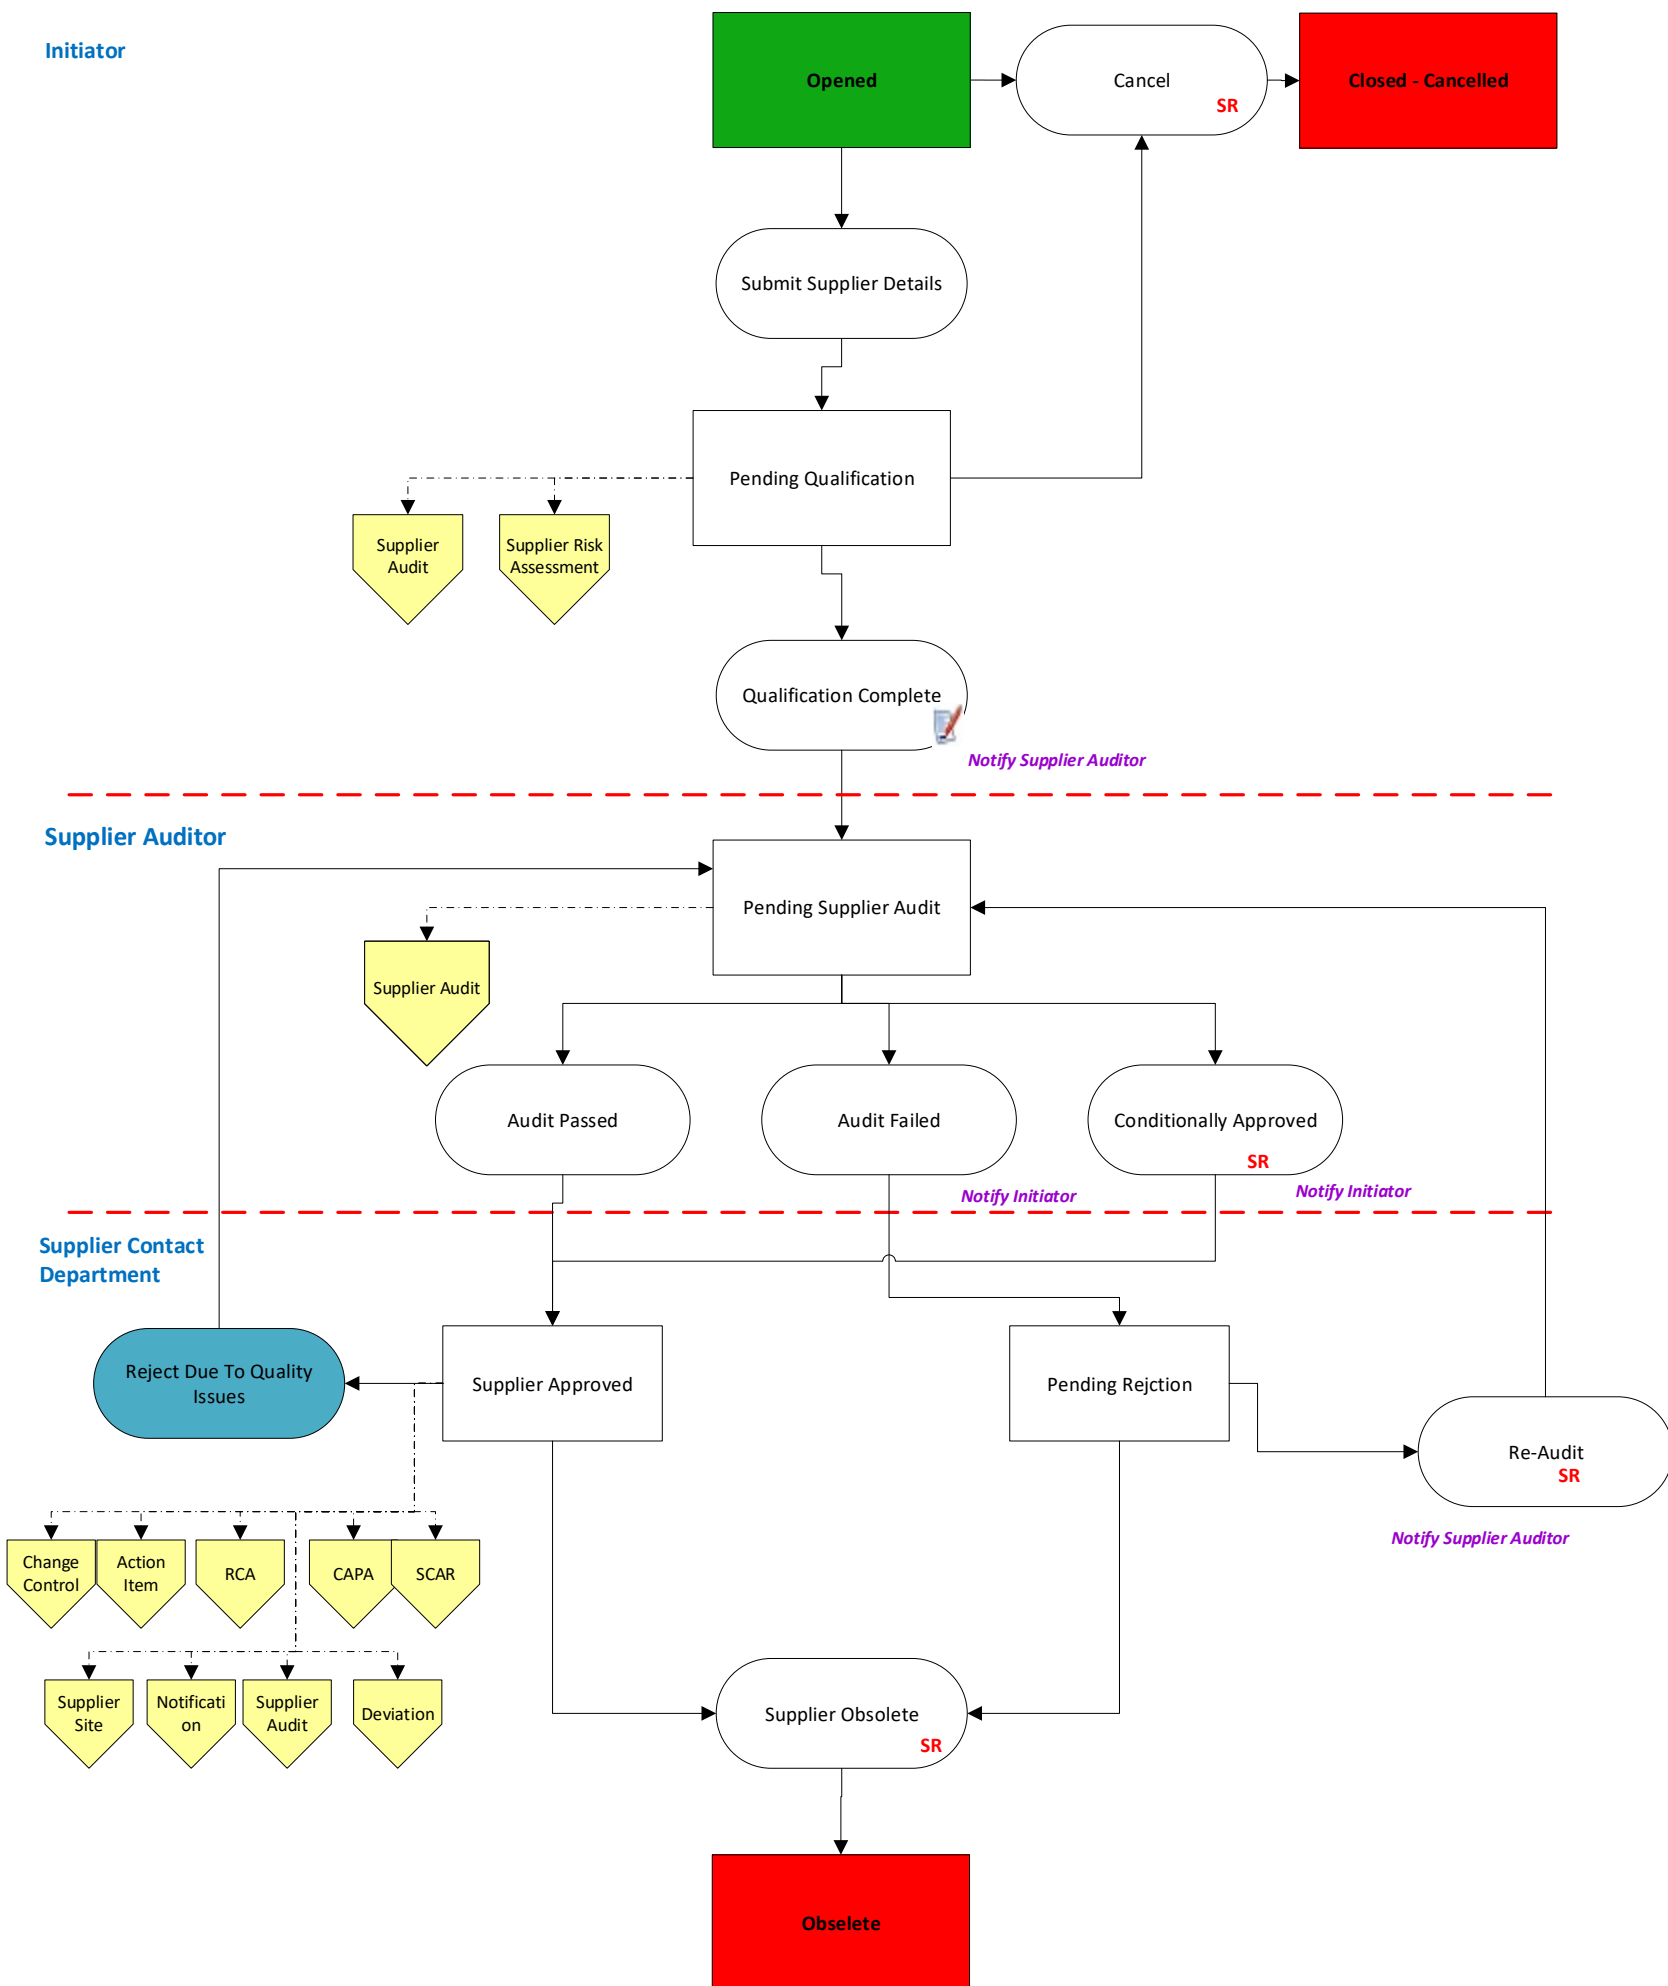 Initiator
Opened
Cancel
SR
Closed - Cancelled
Submit Supplier Details
Pending Qualification
Supplier
Audit
Supplier Risk
Assessment
Qualification Complete
Notify Supplier Auditor
Supplier Auditor
Pending Supplier Audit
Supplier Audit
Audit Passed
Audit Failed
Conditionally Approved
SR
Notify Initiator
Notify Initiator
Supplier Contact
Department
Reject Due To Quality
Issues
Supplier Approved
Pending Rejction
Re-Audit
SR
Notify Supplier Auditor
Change
Control
Action
Item
RCA
CAPA
SCAR
Supplier
Site
Notificati
on
Supplier
Audit
Deviation
Supplier Obsolete
SR
Obselete